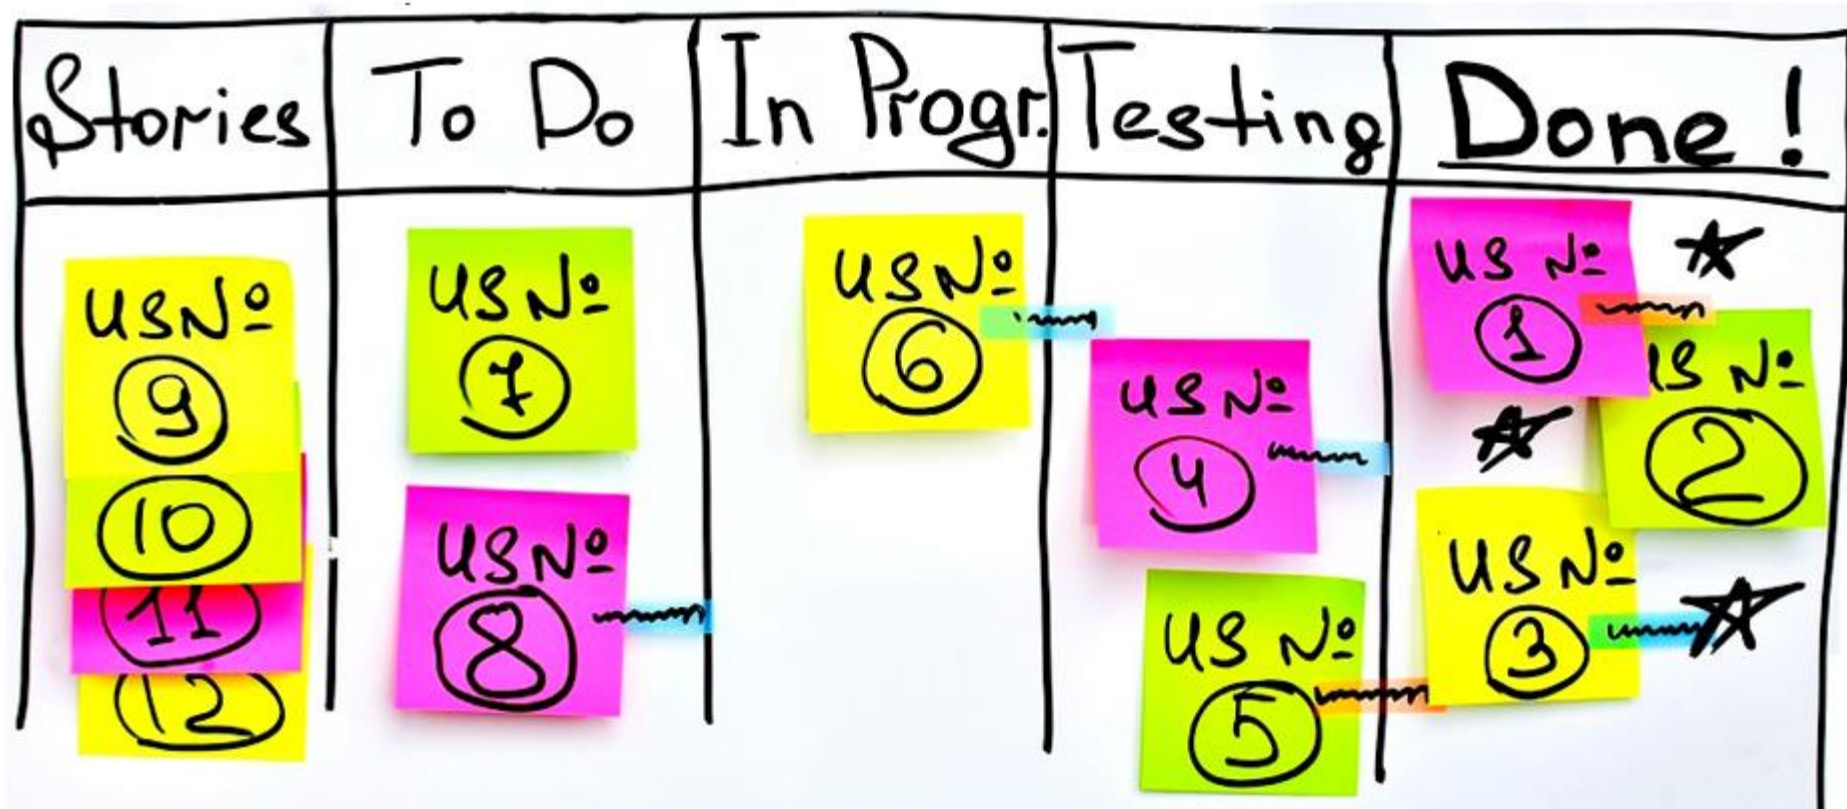 Stories
To Do
In Progr.
Testing
Done!
US Nº
9
10
11
12
US Nº
7
US Nº
8
US Nº
6
US Nº
4
US Nº
5
US Nº
1
US Nº
2
US Nº
3